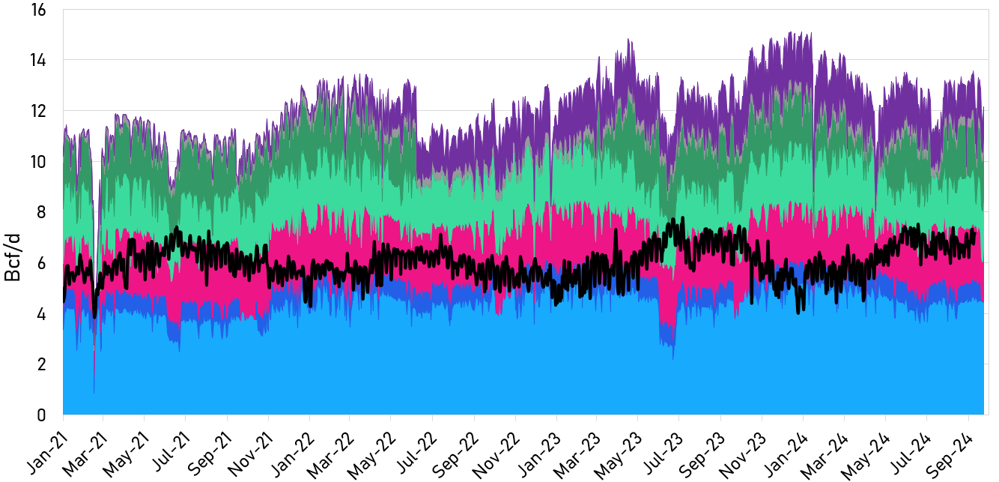 16
14
12
10
8
6
4
2
0
Bcf/d
Jan-21
Mar-21
May-21
Jul-21
Sep-21
Nov-21
Jan-22
Mar-22
May-22
Jul-22
Sep-22
Nov-22
Jan-23
Mar-23
May-23
Jul-23
Sep-23
Nov-23
Jan-24
Mar-24
May-24
Jul-24
Sep-24